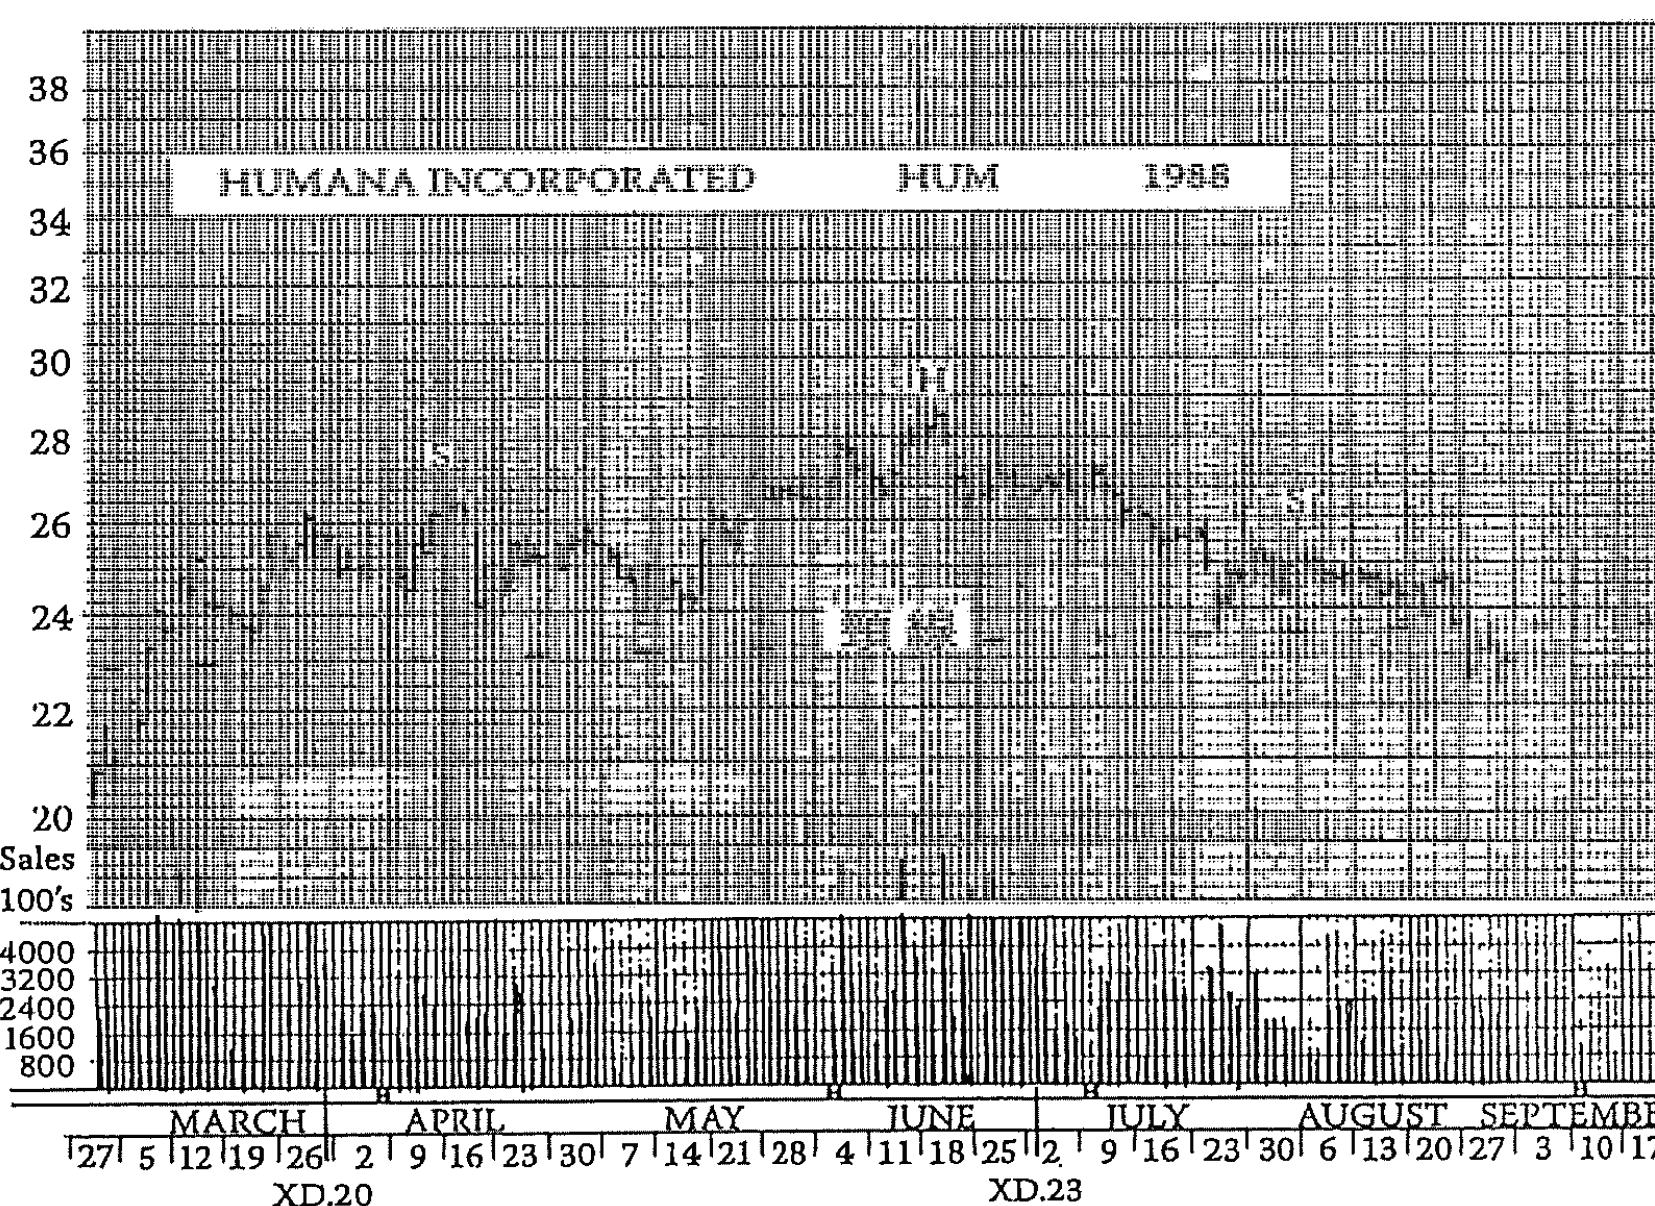 38
36
HUMANA INCORPORATED HUM 1988
34
32
30
H
28
S
26
S
24
22
20
Sales
100's
4000
3200
2400
1600
800
H H H H
MARCH APRIL MAY JUNE JULY AUGUST SEPTEMBE
27 5 12 19 26 2 9 16 23 30 7 14 21 28 4 11 18 25 2 9 16 23 30 6 13 20 27 3 10 17
XD.20 XD.23